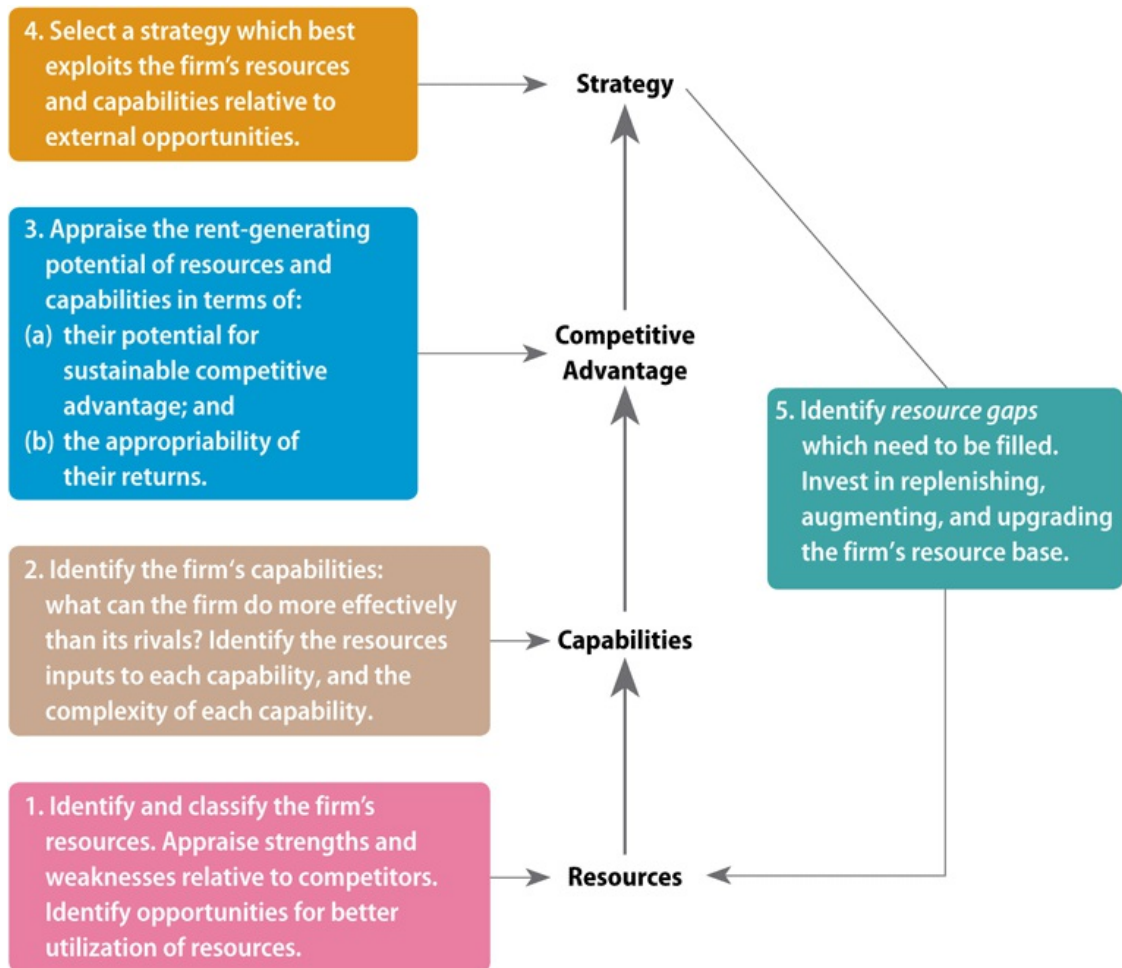 4. Select a strategy which best
exploits the firm's resources
and capabilities relative to
external opportunities.
Strategy
3. Appraise the rent-generating
potential of resources and
capabilities in terms of:
(a) their potential for
sustainable competitive
advantage; and
(b) the appropriability of
their returns.
Competitive
Advantage
5. Identify resource gaps
which need to be filled.
Invest in replenishing,
augmenting, and upgrading
the firm's resource base.
2. Identify the firm's capabilities:
what can the firm do more effectively
than its rivals? Identify the resources
inputs to each capability, and the
complexity of each capability.
Capabilities
1. Identify and classify the firm's
resources. Appraise strengths and
weaknesses relative to competitors.
Identify opportunities for better
utilization of resources.
Resources